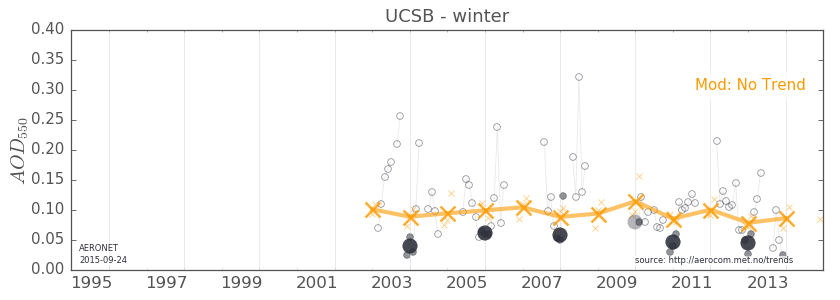 UCSB - winter
0.40
0.35
0.30
0.25
0.20
0.15
0.10
0.05
0.00
AOD550
Mod: No Trend
AERONET
2015-09-24
source: http://aerocom.met.no/trends
1995 1997 1999 2001 2003 2005 2007 2009 2011 2013